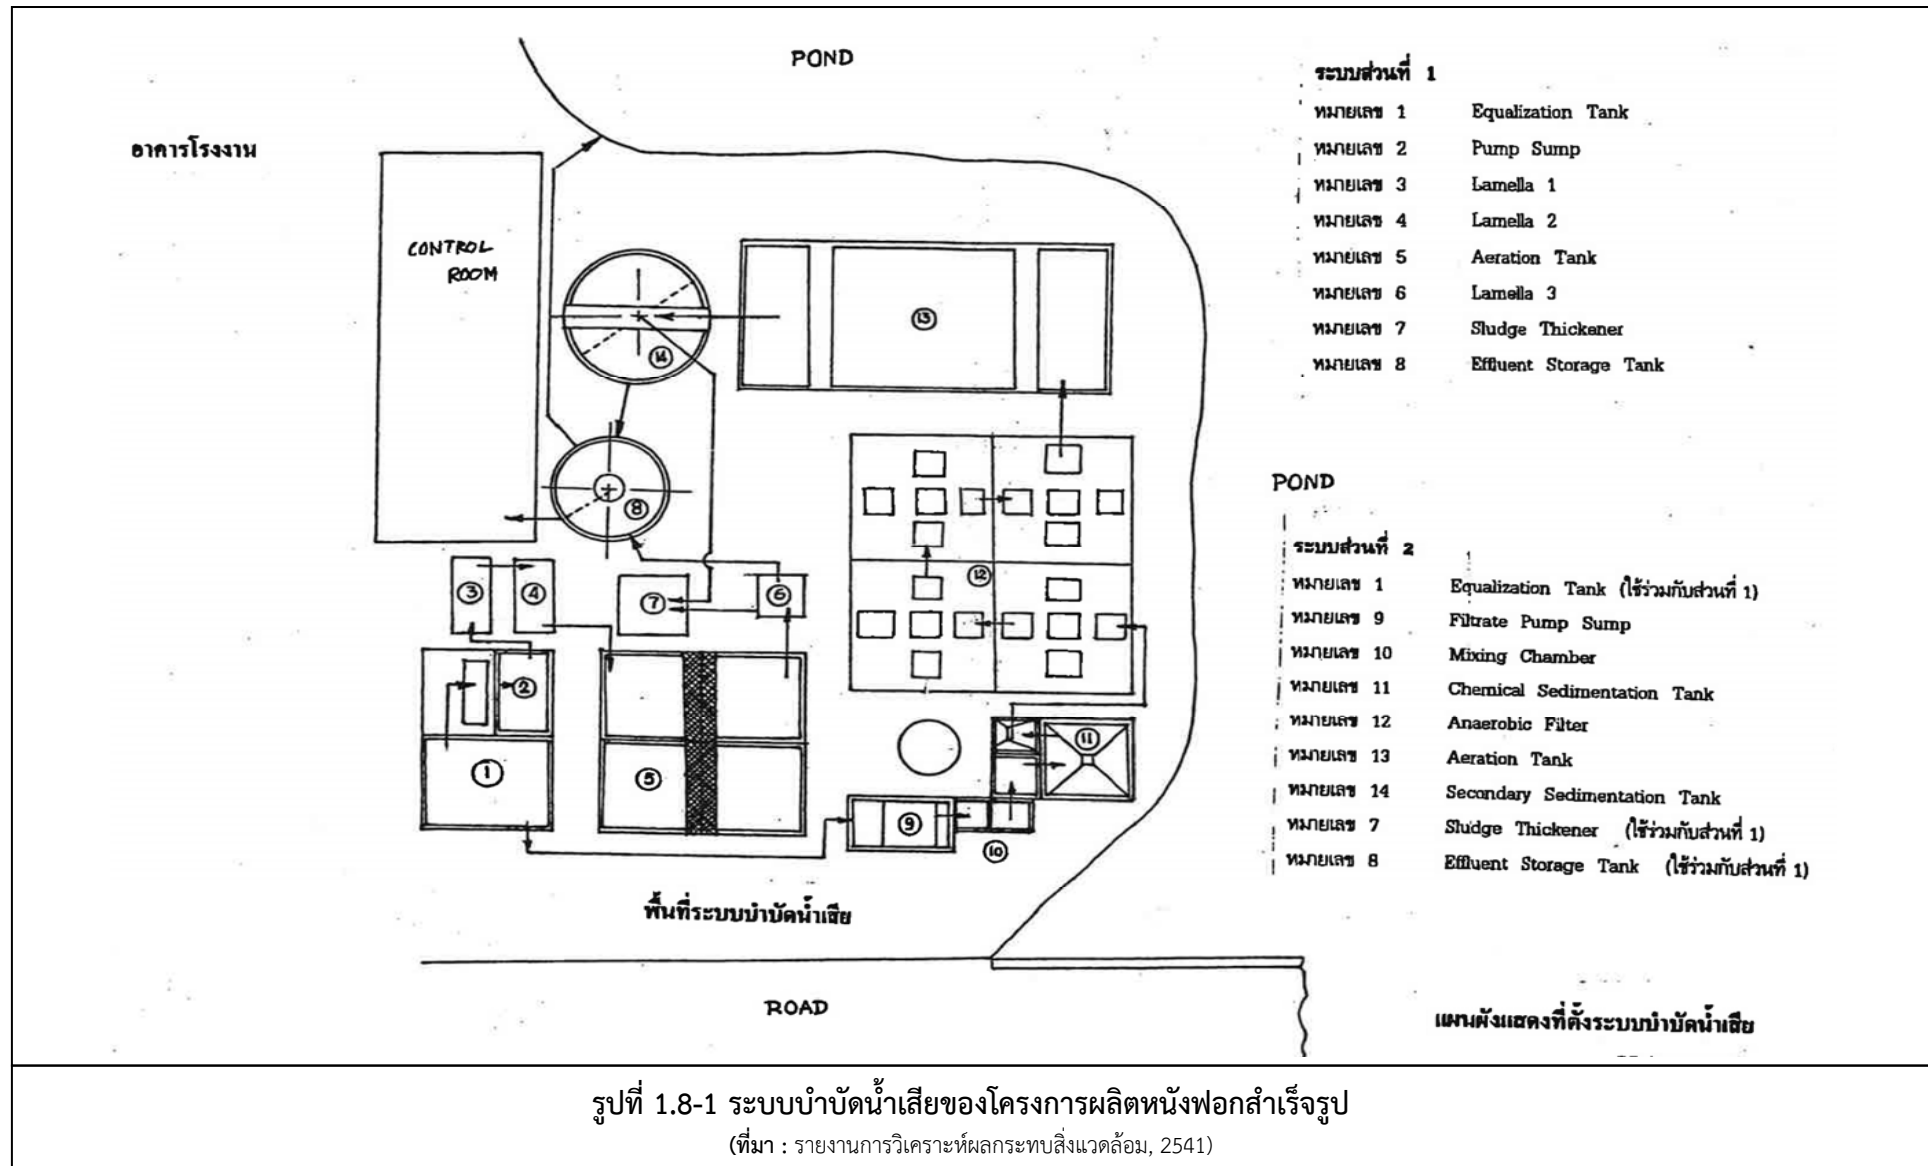 POND
อาคารโรงงาน
CONTROL
ROOM
13
14
8
3
4
7
6
12
2
1
5
11
9
10
พื้นที่ระบบบำบัดน้ำเสีย
ROAD
ระบบส่วนที่ 1
หมายเลข 1 Equalization Tank
หมายเลข 2 Pump Sump
หมายเลข 3 Lamella 1
หมายเลข 4 Lamella 2
หมายเลข 5 Aeration Tank
หมายเลข 6 Lamella 3
หมายเลข 7 Sludge Thickener
หมายเลข 8 Effluent Storage Tank
POND
ระบบส่วนที่ 2
หมายเลข 1 Equalization Tank (ใช้ร่วมกับส่วนที่ 1)
หมายเลข 9 Filtrate Pump Sump
หมายเลข 10 Mixing Chamber
หมายเลข 11 Chemical Sedimentation Tank
หมายเลข 12 Anaerobic Filter
หมายเลข 13 Aeration Tank
หมายเลข 14 Secondary Sedimentation Tank
หมายเลข 7 Sludge Thickener (ใช้ร่วมกับส่วนที่ 1)
หมายเลข 8 Effluent Storage Tank (ใช้ร่วมกับส่วนที่ 1)
แผนผังแสดงที่ตั้งระบบบำบัดน้ำเสีย
รูปที่ 1.8-1 ระบบบำบัดน้ำเสียของโครงการผลิตหนังฟอกสำเร็จรูป
(ที่มา : รายงานการวิเคราะห์ผลกระทบสิ่งแวดล้อม, 2541)